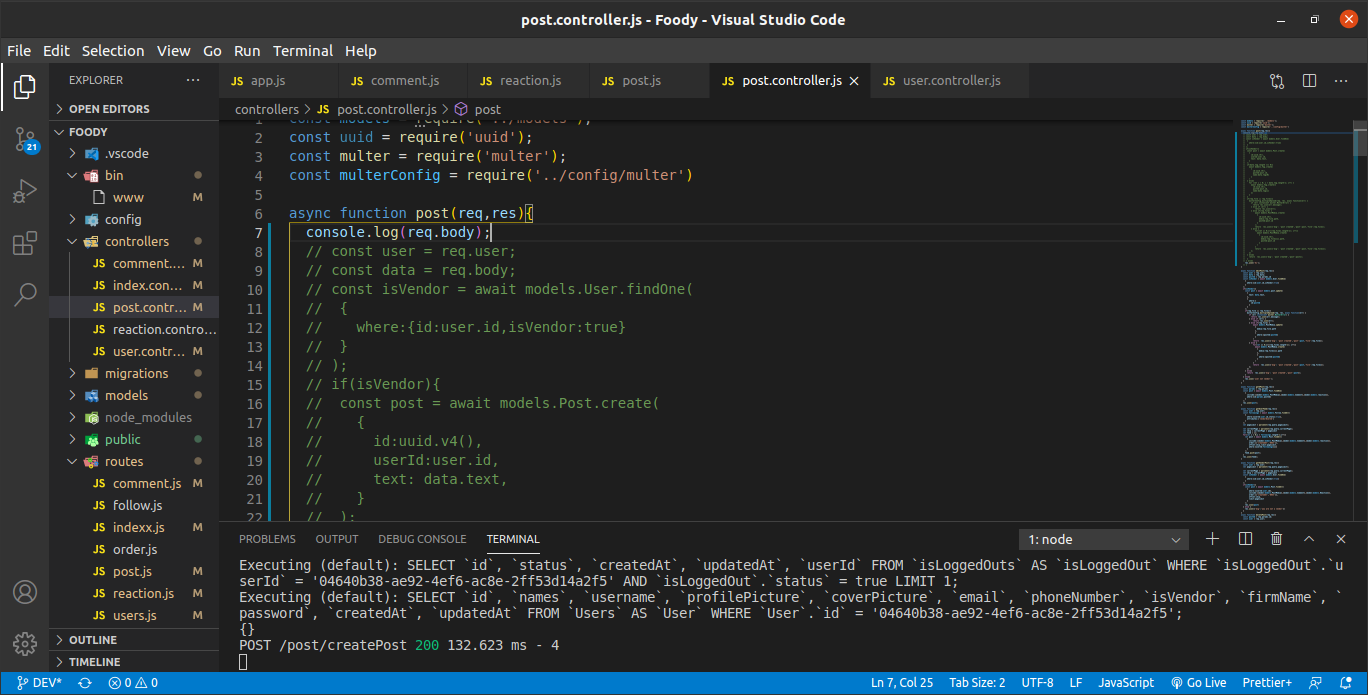 post.controller.js - Foody - Visual Studio Code
File Edit Selection View Go Run Terminal Help
EXPLORER
JS app.js
JS comment.js
JS reaction.js
JS post.js
JS post.controller.js
JS user.controller.js
OPEN EDITORS
FOODY
.vscode
bin
www M
config
controllers
JS comment.... M
JS index.con... M
JS post.contr... M
JS reaction.contro...
JS user.contr... M
migrations
models
node_modules
public
routes
JS comment.js M
JS follow.js
JS indexx.js M
JS order.js
JS post.js M
JS reaction.js M
JS users.js M
OUTLINE
TIMELINE
21
controllers > JS post.controller.js > post
1 const models = require('../models');
2 const uuid = require('uuid');
3 const multer = require('multer');
4 const multerConfig = require('../config/multer')
5
6 async function post(req,res){
7 console.log(req.body);
8 // const user = req.user;
9 // const data = req.body;
10 // const isVendor = await models.User.findOne(
11 // {
12 // where:{id:user.id,isVendor:true}
13 // }
14 // );
15 // if(isVendor){
16 // const post = await models.Post.create(
17 // {
18 // id:uuid.v4(),
19 // userId:user.id,
20 // text: data.text,
21 // }
22 // );
PROBLEMS OUTPUT DEBUG CONSOLE TERMINAL
1: node
Executing (default): SELECT `id`, `status`, `createdAt`, `updatedAt`, `userId` FROM `isLoggedOuts` AS `isLoggedOut` WHERE `isLoggedOut`.`u
serId` = '04640b38-ae92-4ef6-ac8e-2ff53d14a2f5' AND `isLoggedOut`.`status` = true LIMIT 1;
Executing (default): SELECT `id`, `names`, `username`, `profilePicture`, `coverPicture`, `email`, `phoneNumber`, `isVendor`, `firmName`, `
password`, `createdAt`, `updatedAt` FROM `Users` AS `User` WHERE `User`.`id` = '04640b38-ae92-4ef6-ac8e-2ff53d14a2f5';
{}
POST /post/createPost 200 132.623 ms - 4
DEV* 0 0
Ln 7, Col 25 Tab Size: 2 UTF-8 LF JavaScript Go Live Prettier+